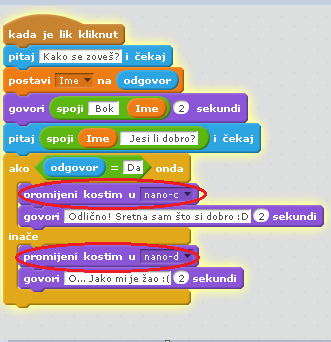 kada je lik kliknut
pitaj Kako se zoveš? i čekaj
postavi Ime na odgovor
govori spoji Bok Ime 2 sekundi
pitaj spoji Ime Jesi li dobro? i čekaj
ako odgovor = Da onda
promijeni kostim u nano-c
govori Odlično! Sretna sam što si dobro :D 2 sekundi
inače
promijeni kostim u nano-d
govori O... Jako mi je žao :( 2 sekundi